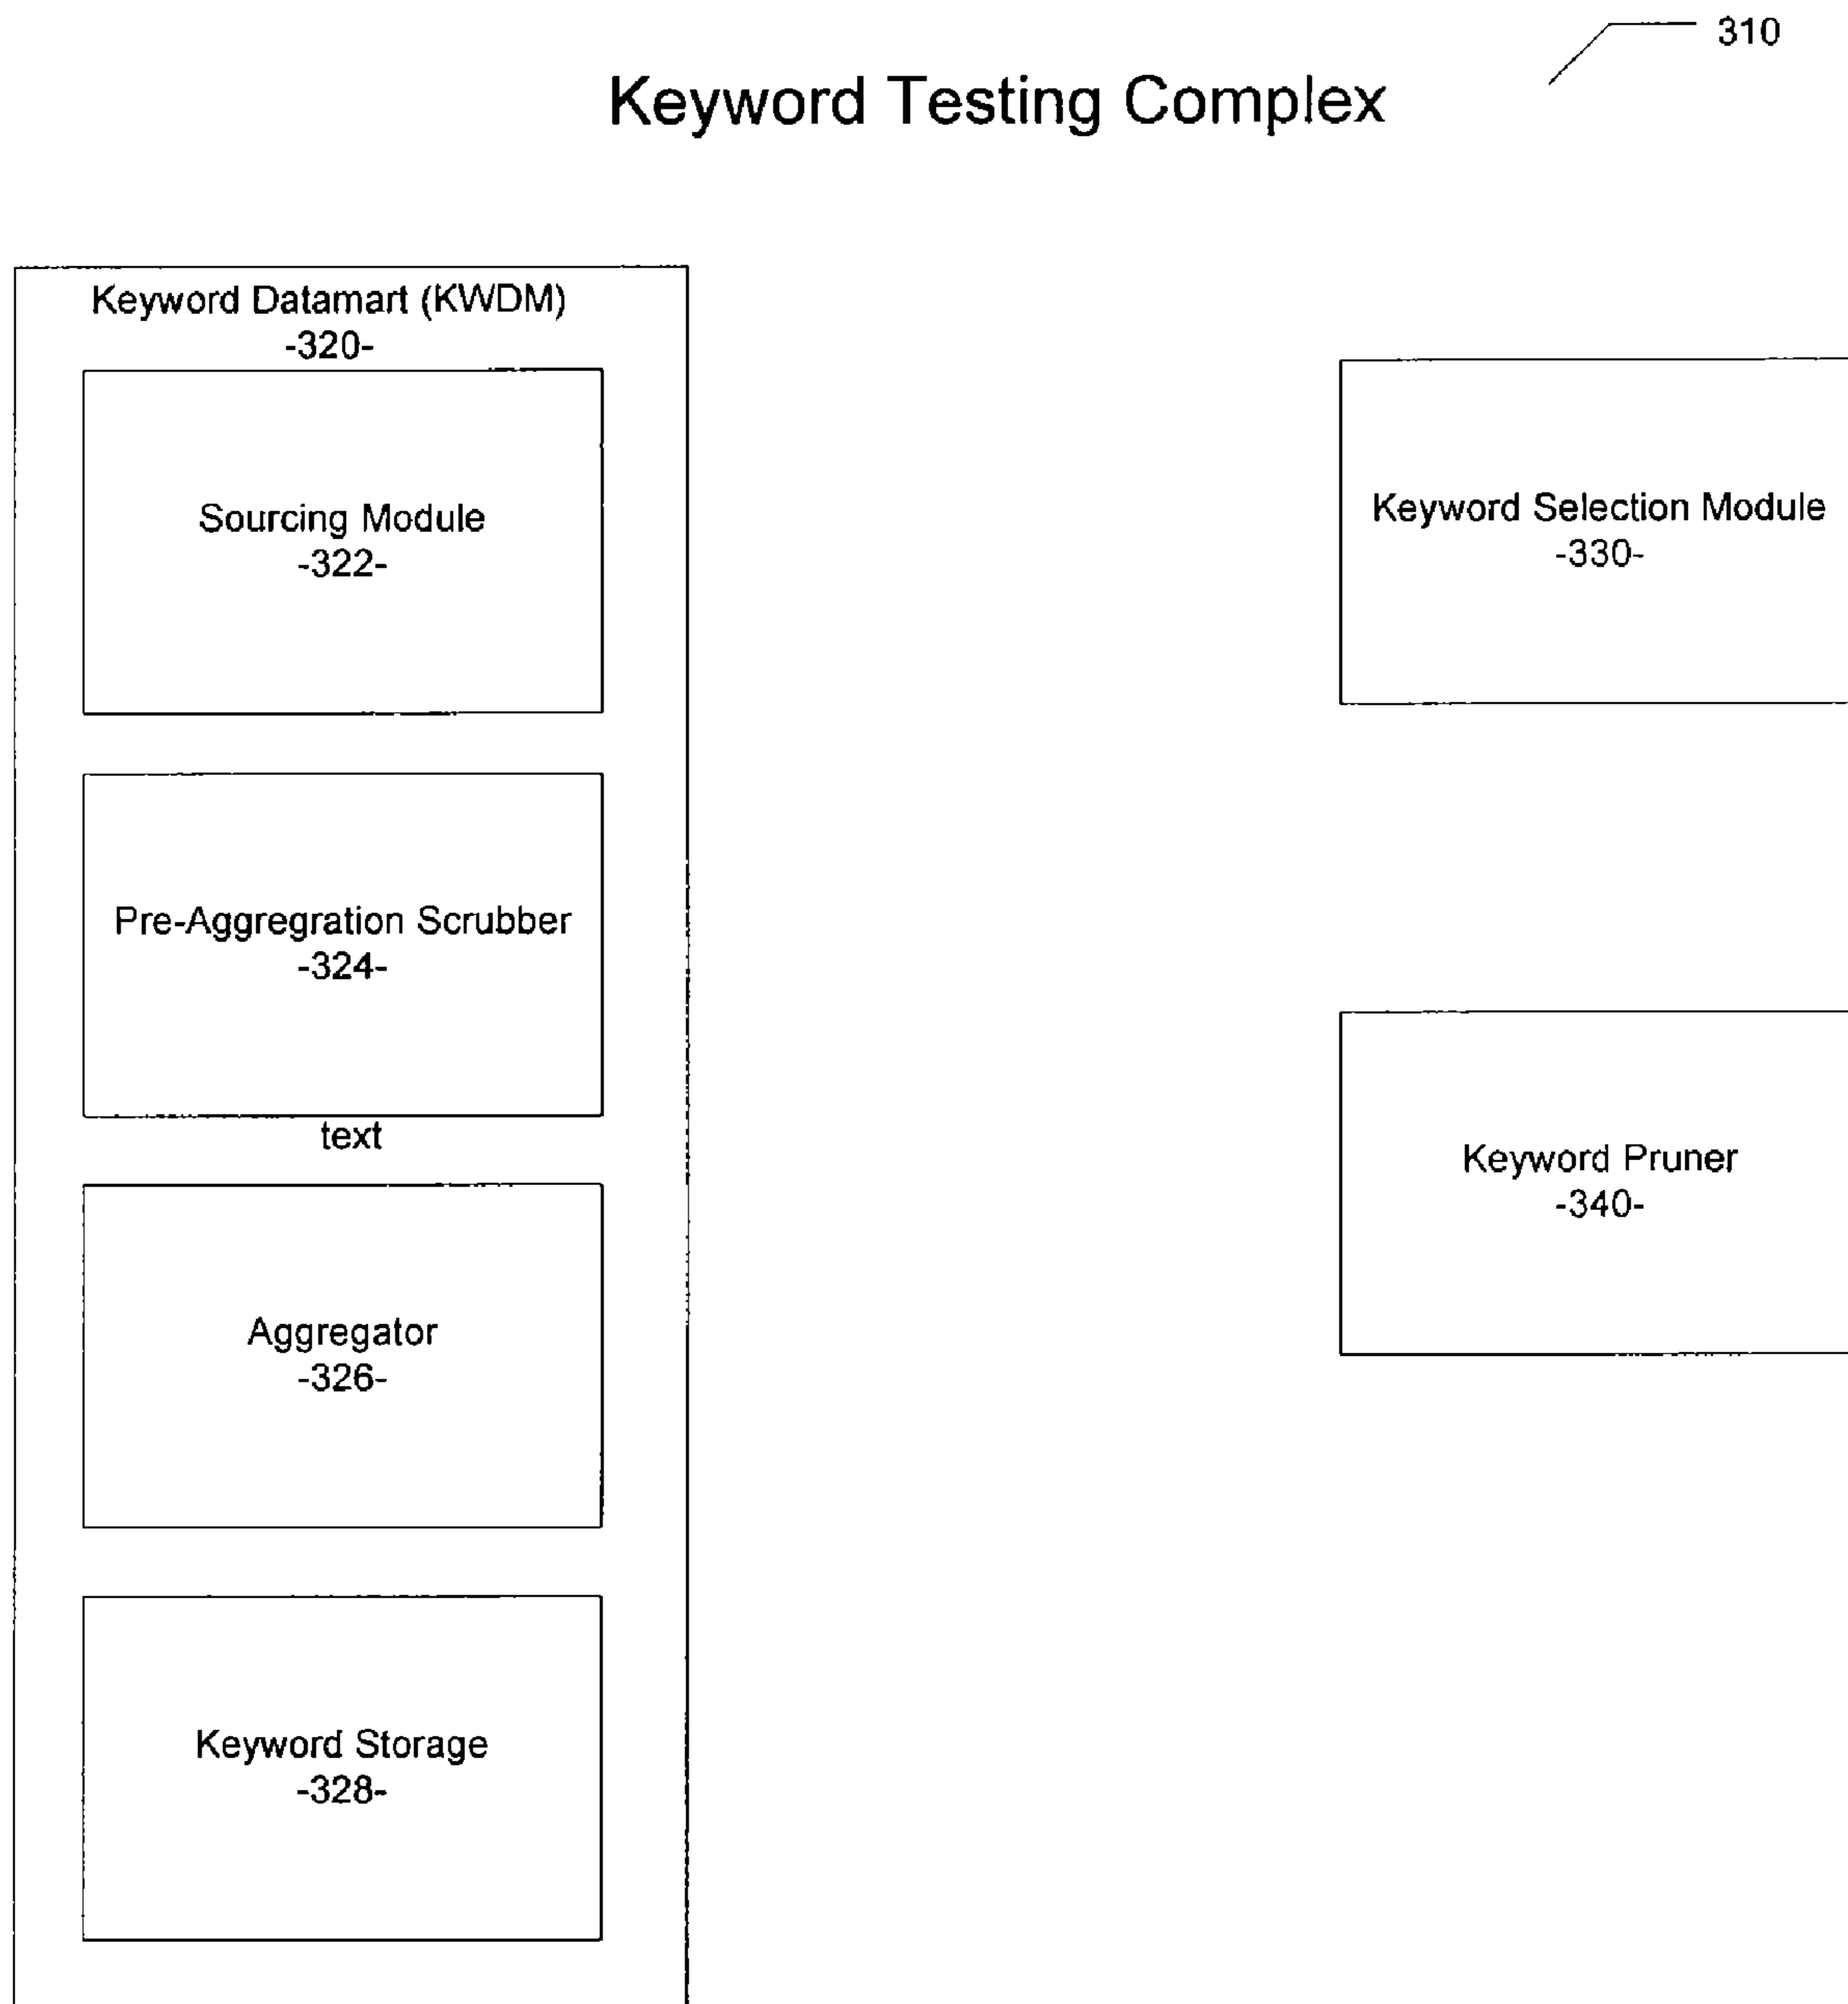 310
Keyword Testing Complex
Keyword Datamart (KWDM)
-320-
Sourcing Module
-322-
Pre-Aggregration Scrubber
-324-
text
Aggregator
-326-
Keyword Storage
-328-
Keyword Selection Module
-330-
Keyword Pruner
-340-